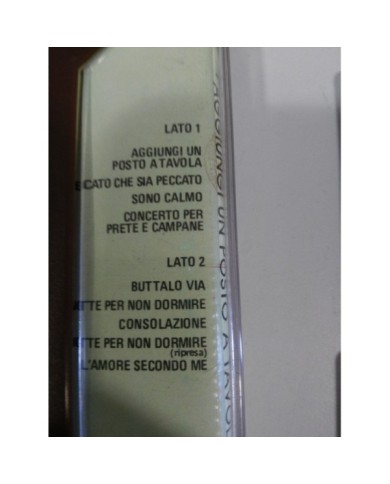 LATO 1
AGGIUNGI UN
POSTO A TAVOLA
CATO CHE SIA PECCATO
SONO CALMO
CONCERTO PER
PRETE E CAMPANE
LATO 2
BUTTALO VIA
TTE PER NON DORMIRE
CONSOLAZIONE
TTE PER NON DORMIRE
(ripresa)
L'AMORE SECONDO ME
AGGIUNGI UN POSTO A TAVO